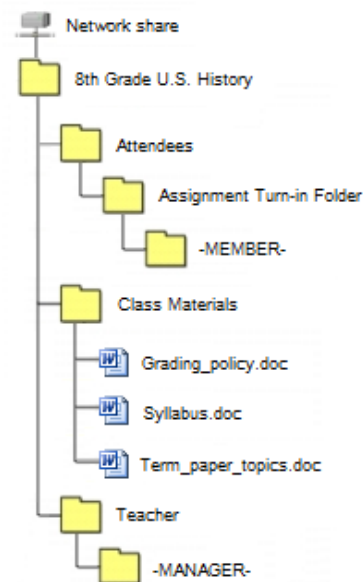 Network share
8th Grade U.S. History
Attendees
Assignment Turn-in Folder
-MEMBER-
Class Materials
Grading_policy.doc
Syllabus.doc
Term_paper_topics.doc
Teacher
-MANAGER-